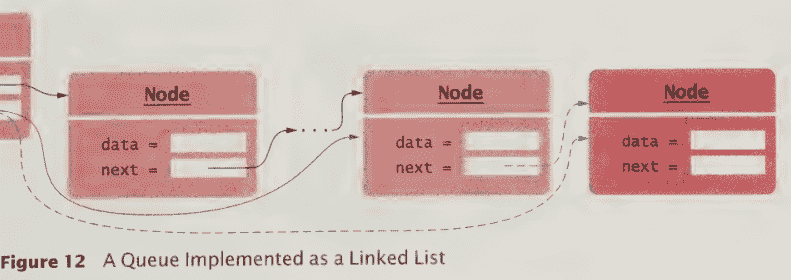 Node
data =
next =
Node
data =
next =
Node
data =
next =
Figure 12 A Queue Implemented as a Linked List